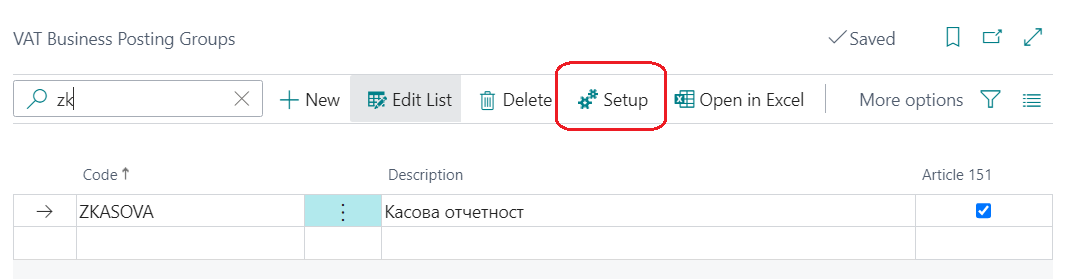 VAT Business Posting Groups
Saved
zk
New
Edit List
Delete
Setup
Open in Excel
More options
Code↑
Description
Article 151
ZKASOVA
Касова отчетност